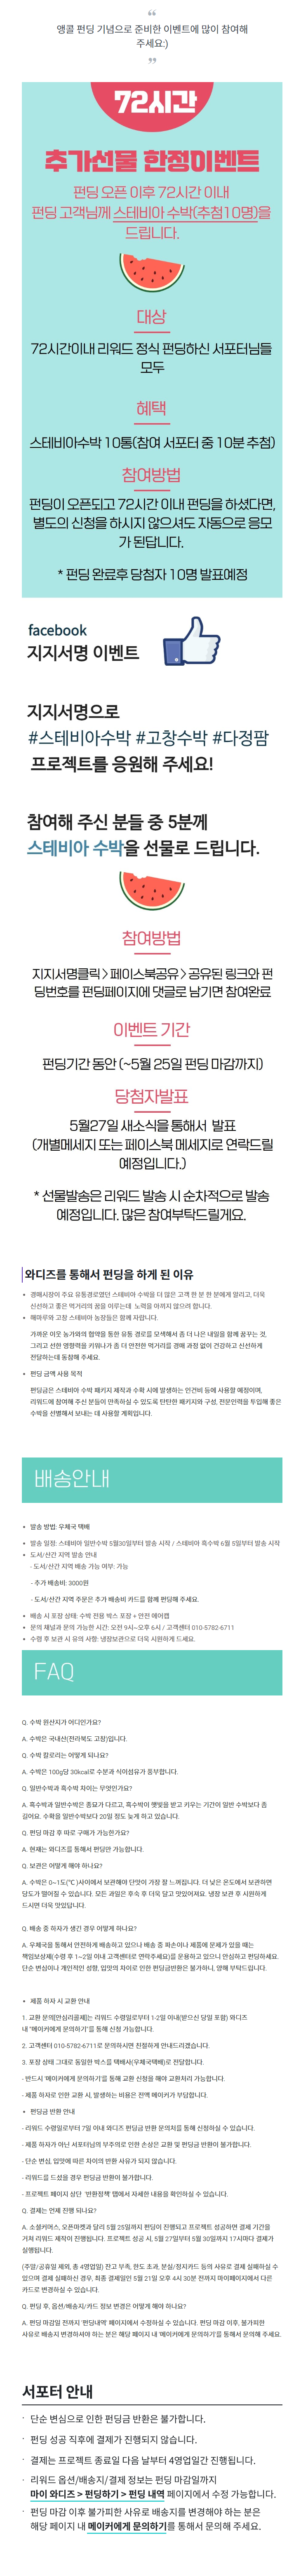 “
앵콜 펀딩 기념으로 준비한 이벤트에 많이 참여해
주세요:)
”
72시간
추가선물 한정이벤트
펀딩 오픈 이후 72시간 이내
펀딩 고객님께 스테비아 수박(추첨10명)을
드립니다.
대상
72시간이내 리워드 정식 펀딩하신 서포터님들
모두
혜택
스테비아수박 10통(참여 서포터 중 10분 추첨)
참여방법
펀딩이 오픈되고 72시간 이내 펀딩을 하셨다면,
별도의 신청을 하시지 않으셔도 자동으로 응모
가 된답니다.
* 펀딩 완료후 당첨자 10명 발표예정
facebook
지지서명 이벤트
지지서명으로
#스테비아수박 #고창수박 #다정팜
프로젝트를 응원해 주세요!
참여해 주신 분들 중 5분께
스테비아 수박을 선물로 드립니다.
참여방법
지지서명클릭 > 페이스북공유 > 공유된 링크와 펀
딩번호를 펀딩페이지에 댓글로 남기면 참여완료
이벤트 기간
펀딩기간 동안 (~5월 25일 펀딩 마감까지)
당첨자발표
5월27일 새소식을 통해서 발표
(개별메세지 또는 페이스북 메세지로 연락드릴
예정입니다.)
* 선물발송은 리워드 발송 시 순차적으로 발송
예정입니다. 많은 참여부탁드릴게요.
와디즈를 통해서 펀딩을 하게 된 이유
• 경매시장이 주요 유통경로였던 스테비아 수박을 더 많은 고객 한 분 한 분에게 알리고, 더욱
신선하고 좋은 먹거리의 꿈을 이루는데 노력을 아끼지 않으려 합니다.
• 해마루와 고창 스테비아 농장들은 함께 자랍니다.
가까운 이웃 농가와의 협약을 통한 유통 경로를 모색해서 좀 더 나은 내일을 함께 꿈꾸는 것,
그리고 선한 영향력을 키워나가 좀 더 안전한 먹거리를 경매 과정 없이 건강하고 신선하게
전달하는데 동참해 주세요.
• 펀딩 금액 사용 목적
펀딩금은 스테비아 수박 패키지 제작과 수확 시에 발생하는 인건비 등에 사용할 예정이며,
리워드에 참여해 주신 분들이 만족하실 수 있도록 탄탄한 패키지와 구성, 전문인력을 투입해 좋은
수박을 선별해서 보내는 데 사용할 계획입니다.
배송안내
• 발송 방법: 우체국 택배
• 발송 일정: 스테비아 일반수박 5월30일부터 발송 시작 / 스테비아 흑수박 6월 5일부터 발송 시작
• 도서/산간 지역 발송 안내
- 도서/산간 지역 배송 가능 여부: 가능
- 추가 배송비: 3000원
- 도서/산간 지역 주문은 추가 배송비 카드를 함께 펀딩해 주세요.
• 배송 시 포장 상태: 수박 전용 박스 포장 + 안전 에어캡
• 문의 채널과 문의 가능한 시간: 오전 9시~오후 6시 / 고객센터 010-5782-6711
• 수령 후 보관 시 유의 사항: 냉장보관으로 더욱 시원하게 드세요.
FAQ
Q. 수박 원산지가 어디인가요?
A. 수박은 국내산(전라북도 고창)입니다.
Q. 수박 칼로리는 어떻게 되나요?
A. 수박은 100g당 30kcal로 수분과 식이섬유가 풍부합니다.
Q. 일반수박과 흑수박 차이는 무엇인가요?
A. 흑수박과 일반수박은 종묘가 다르고, 흑수박이 햇빛을 받고 키우는 기간이 일반 수박보다 좀
길어요. 수확을 일반수박보다 20일 정도 늦게 하고 있습니다.
Q. 펀딩 마감 후 따로 구매가 가능한가요?
A. 현재는 와디즈를 통해서 펀딩만 가능합니다.
Q. 보관은 어떻게 해야 하나요?
A. 수박은 0~1도(℃)사이에서 보관해야 단맛이 가장 잘 느껴집니다. 더 낮은 온도에서 보관하면
당도가 떨어질 수 있습니다. 모든 과일은 후숙 후 더욱 달고 맛있어져요. 냉장 보관 후 시원하게
드시면 더욱 맛있답니다.
Q. 배송 중 하자가 생긴 경우 어떻게 하나요?
A. 우체국을 통해서 안전하게 배송하고 있으나 배송 중 파손이나 제품에 문제가 있을 때는
책임보상제(수령 후 1~2일 이내 고객센터로 연락주세요)를 운용하고 있으니 안심하고 펀딩하세요.
단순 변심이나 개인적인 성향, 입맛의 차이로 인한 펀딩금반환은 불가하니, 양해 부탁드립니다.
• 제품 하자 시 교환 안내
1. 교환 문의[안심리콜제]는 리워드 수령일로부터 1-2일 이내(받으신 당일 포함) 와디즈
내 "메이커에게 문의하기"를 통해 신청 가능합니다.
2. 고객센터 010-5782-6711로 문의하시면 친절하게 안내드리겠습니다.
3. 포장 상태 그대로 동일한 박스를 택배사(우체국택배)로 전달합니다.
- 반드시 '메이커에게 문의하기'를 통해 교환 신청을 해야 교환처리 가능합니다.
- 제품 하자로 인한 교환 시, 발생하는 비용은 전액 메이커가 부담합니다.
• 펀딩금 반환 안내
- 리워드 수령일로부터 7일 이내 와디즈 펀딩금 반환 문의처를 통해 신청하실 수 있습니다.
- 제품 하자가 아닌 서포터님의 부주의로 인한 손상은 교환 및 펀딩금 반환이 불가합니다.
- 단순 변심, 입맛에 따른 차이의 반환 사유가 되지 않습니다.
- 리워드를 드셨을 경우 펀딩금 반환이 불가합니다.
- 프로젝트 페이지 상단 '반환정책' 탭에서 자세한 내용을 확인하실 수 있습니다.
Q. 결제는 언제 진행 되나요?
A. 소셜커머스, 오픈마켓과 달리 5월 25일까지 펀딩이 진행되고 프로젝트 성공하면 결제 기간을
거쳐 리워드 제작이 진행됩니다. 프로젝트 성공 시, 5월 27일부터 5월 30일까지 17시마다 결제가
실행됩니다.
(주말/공휴일 제외, 총 4영업일) 잔고 부족, 한도 초과, 분실/정지카드 등의 사유로 결제 실패하실 수
있으며 결제 실패하신 경우, 최종 결제일인 5월 21일 오후 4시 30분 전까지 마이페이지에서 다른
카드로 변경하실 수 있습니다.
Q. 펀딩 후, 옵션/배송지/카드 정보 변경은 어떻게 해야 하나요?
A. 펀딩 마감일 전까지 '펀딩내역' 페이지에서 수정하실 수 있습니다. 펀딩 마감 이후, 불가피한
사유로 배송지 변경하셔야 하는 분은 해당 페이지 내 '메이커에게 문의하기'를 통해서 문의해 주세요.
서포터 안내
· 단순 변심으로 인한 펀딩금 반환은 불가합니다.
· 펀딩 성공 직후에 결제가 진행되지 않습니다.
· 결제는 프로젝트 종료일 다음 날부터 4영업일간 진행됩니다.
· 리워드 옵션/배송지/결제 정보는 펀딩 마감일까지
마이 와디즈 > 펀딩하기 > 펀딩 내역 페이지에서 수정 가능합니다.
· 펀딩 마감 이후 불가피한 사유로 배송지를 변경해야 하는 분은
해당 페이지 내 메이커에게 문의하기를 통해서 문의해 주세요.